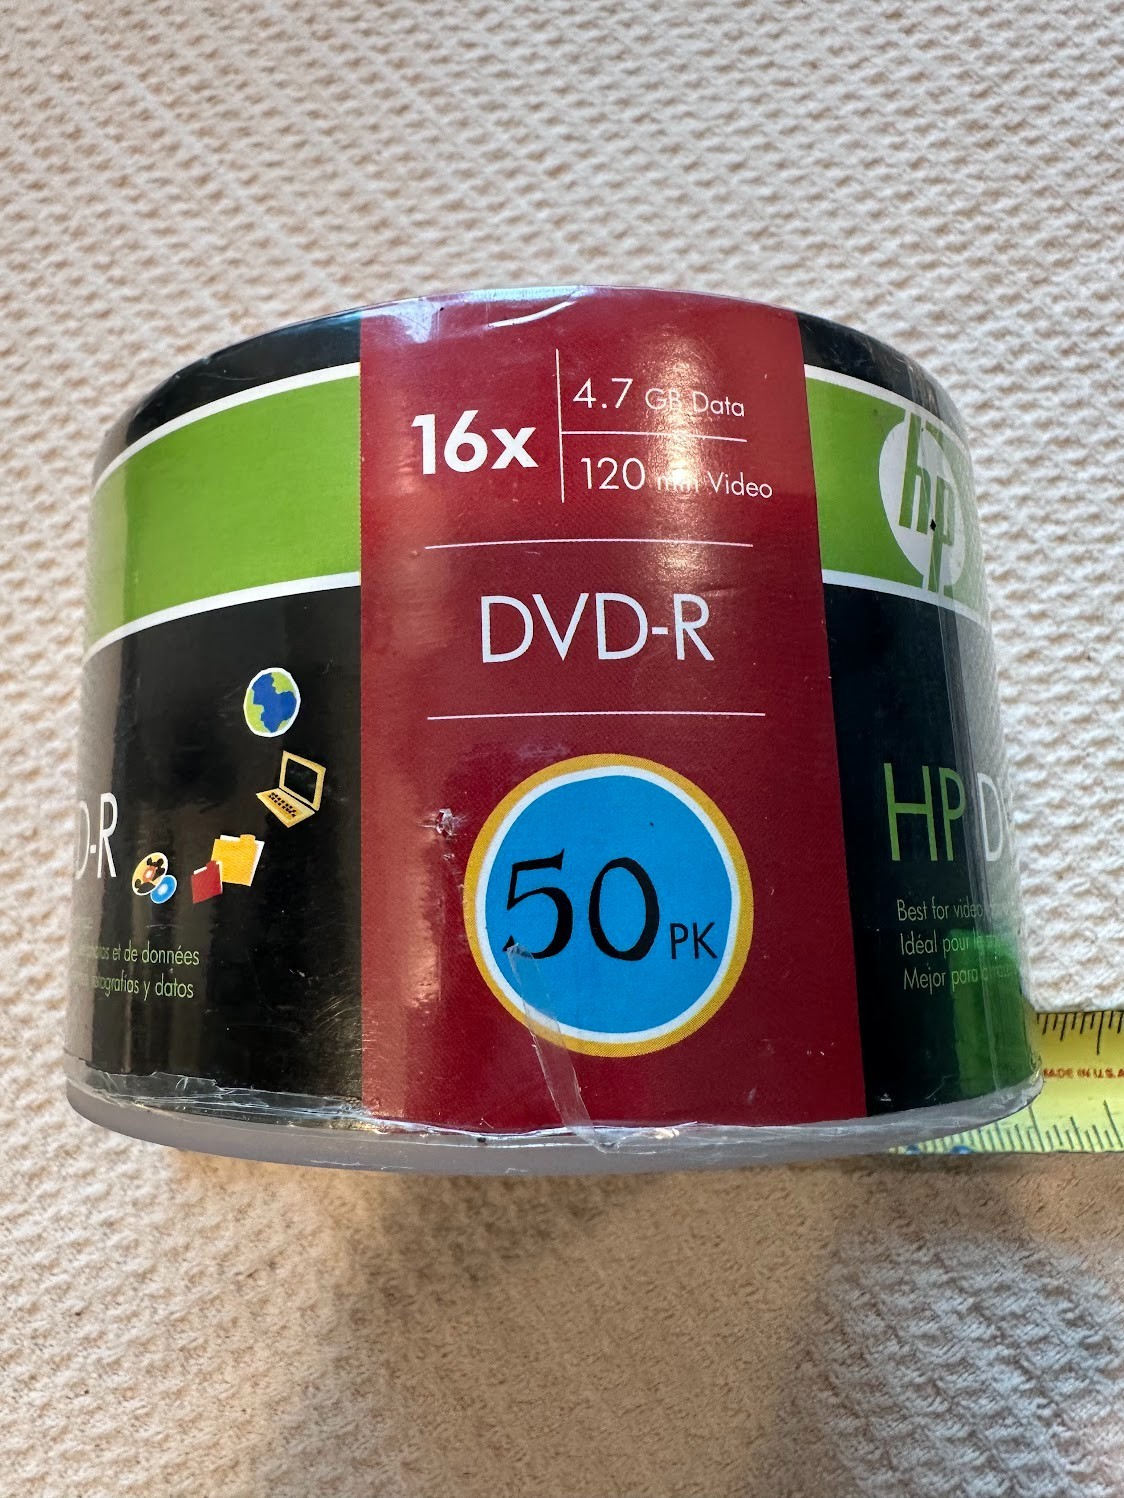 16x
4.7 GB Data
120 min Video
DVD-R
50 PK
D-R
et de données
y datos
hp
HP D
Best for video
Idéal pour
Mejor para
MADE IN U.S.A